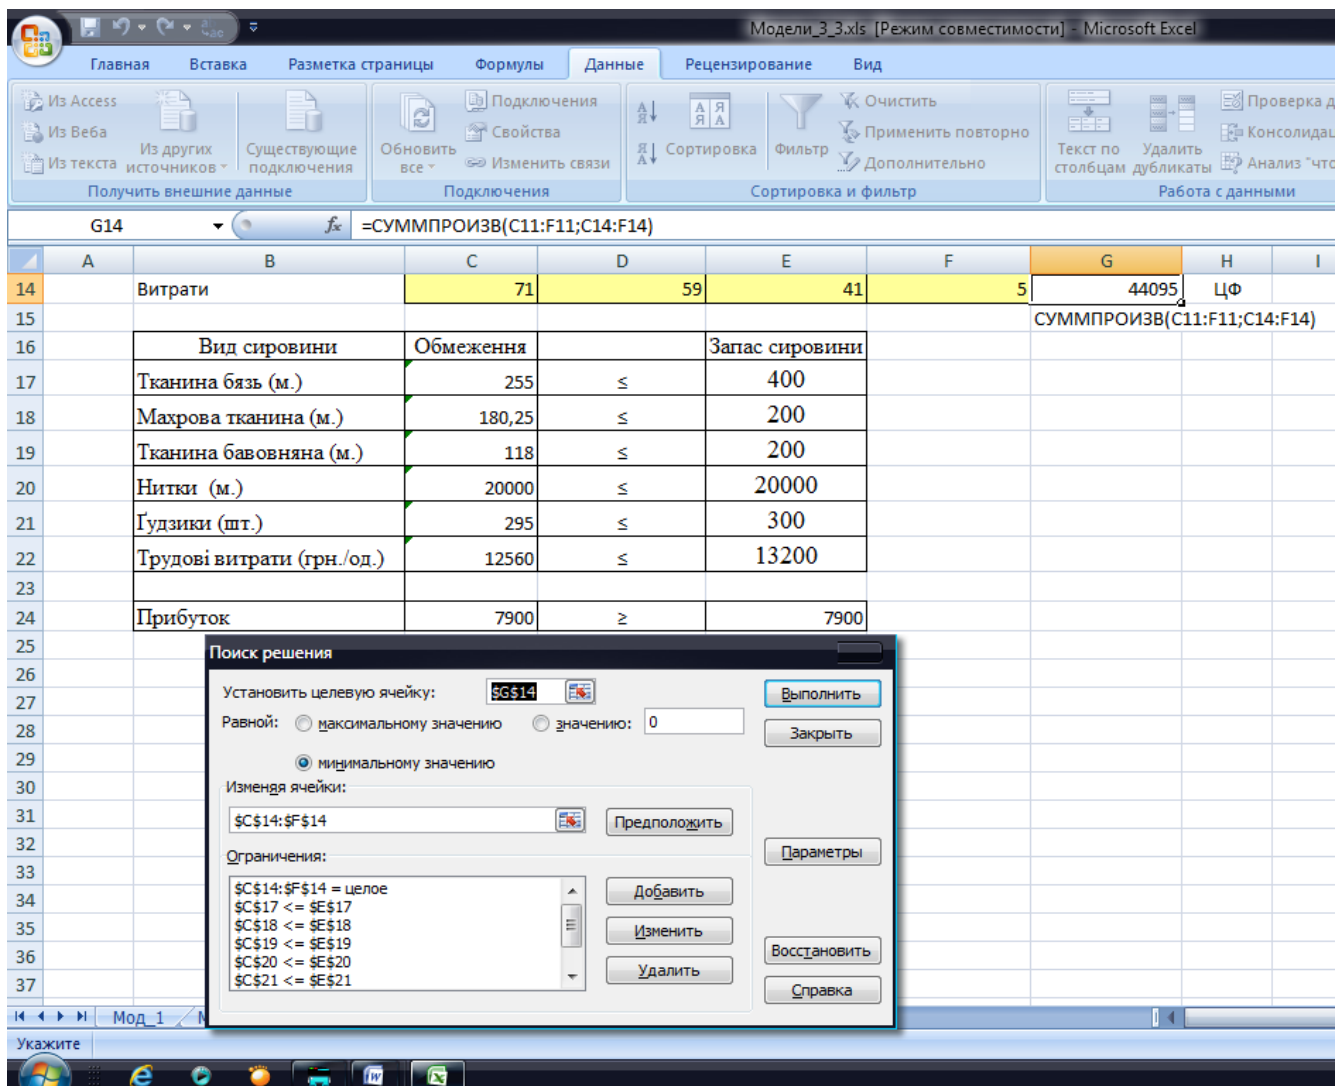 Модели_3_3.xls [Режим совместимости] - Microsoft Excel
Главная Вставка Разметка страницы Формулы Данные Рецензирование Вид
Из Access
Из Веба
Из текста
Из других источников
Существующие подключения
Получить внешние данные
Обновить все
Подключения
Свойства
Изменить связи
Подключения
Сортировка
Фильтр
Очистить
Применить повторно
Дополнительно
Сортировка и фильтр
Текст по столбцам
Удалить дубликаты
Проверка д
Консолидац
Анализ "что
Работа с данными
G14 fx =СУММПРОИЗВ(C11:F11;C14:F14)
A B C D E F G H I
14 Витрати 71 59 41 5 44095 ЦФ
15 СУММПРОИЗВ(C11:F11;C14:F14)
16 Вид сировини Обмеження Запас сировини
17 Тканина бязь (м.) 255 ≤ 400
18 Махрова тканина (м.) 180,25 ≤ 200
19 Тканина бавовняна (м.) 118 ≤ 200
20 Нитки (м.) 20000 ≤ 20000
21 Ґудзики (шт.) 295 ≤ 300
22 Трудові витрати (грн./од.) 12560 ≤ 13200
23
24 Прибуток 7900 ≥ 7900
25
26
27
28
29
30
31
32
33
34
35
36
37
Поиск решения
Установить целевую ячейку: $G$14 Выполнить
Равной: максимальному значению значению: 0 Закрыть
минимальному значению
Изменяя ячейки:
$C$14:$F$14 Предположить
Параметры
Ограничения:
$C$14:$F$14 = целое Добавить
$C$17 <= $E$17
$C$18 <= $E$18 Изменить
$C$19 <= $E$19
$C$20 <= $E$20 Удалить
$C$21 <= $E$21
Восстановить
Справка
Мод_1
Укажите